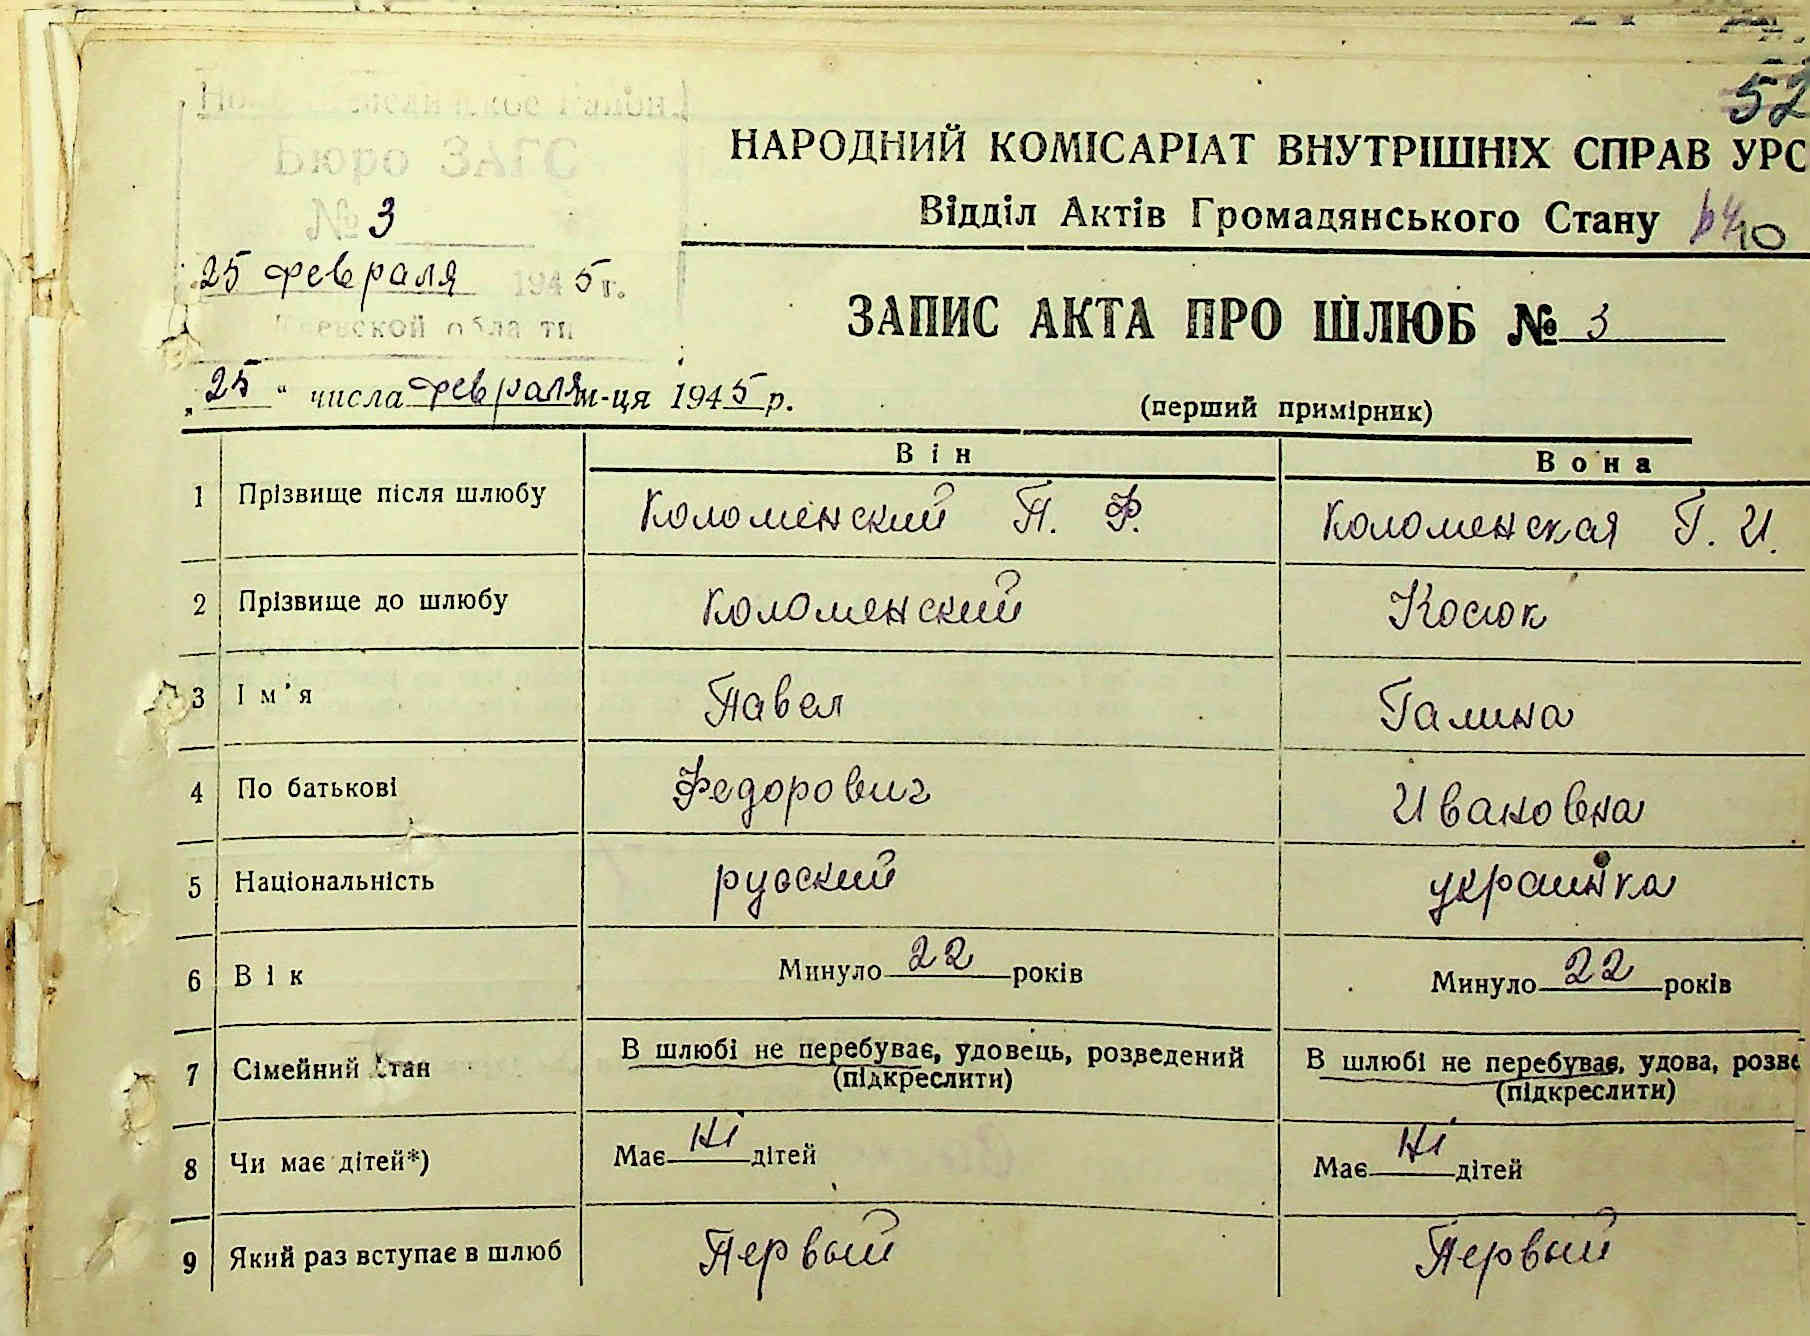 52
НАРОДНИЙ КОМІСАРІАТ ВНУТРІШНІХ СПРАВ УРС
Відділ Актів Громадянського Стану
Бюро ЗАГС
№ 3
25 февраля 1945 г.
ЗАПИС АКТА ПРО ШЛЮБ № 3
„25“ числа февраля м-ця 1945 р.
(перший примірник)
Він Вона
1 Прізвище після шлюбу Коломенский П. Ф. Коломенская Г. И.
2 Прізвище до шлюбу Коломенский Косюк
3 Ім'я Павел Галина
4 По батькові Федорович Ивановна
5 Національність русский украинка
6 Вік Минуло 22 років Минуло 22 років
7 Сімейний стан В шлюбі не перебуває, удовець, розведений В шлюбі не перебуває, удова, розве
(підкреслити) (підкреслити)
8 Чи має дітей*) Має ні дітей Має ні дітей
9 Який раз вступає в шлюб Первый Первый